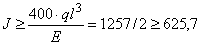 J ≥ 400 · ql³ / E = 1257/2 ≥ 625,7